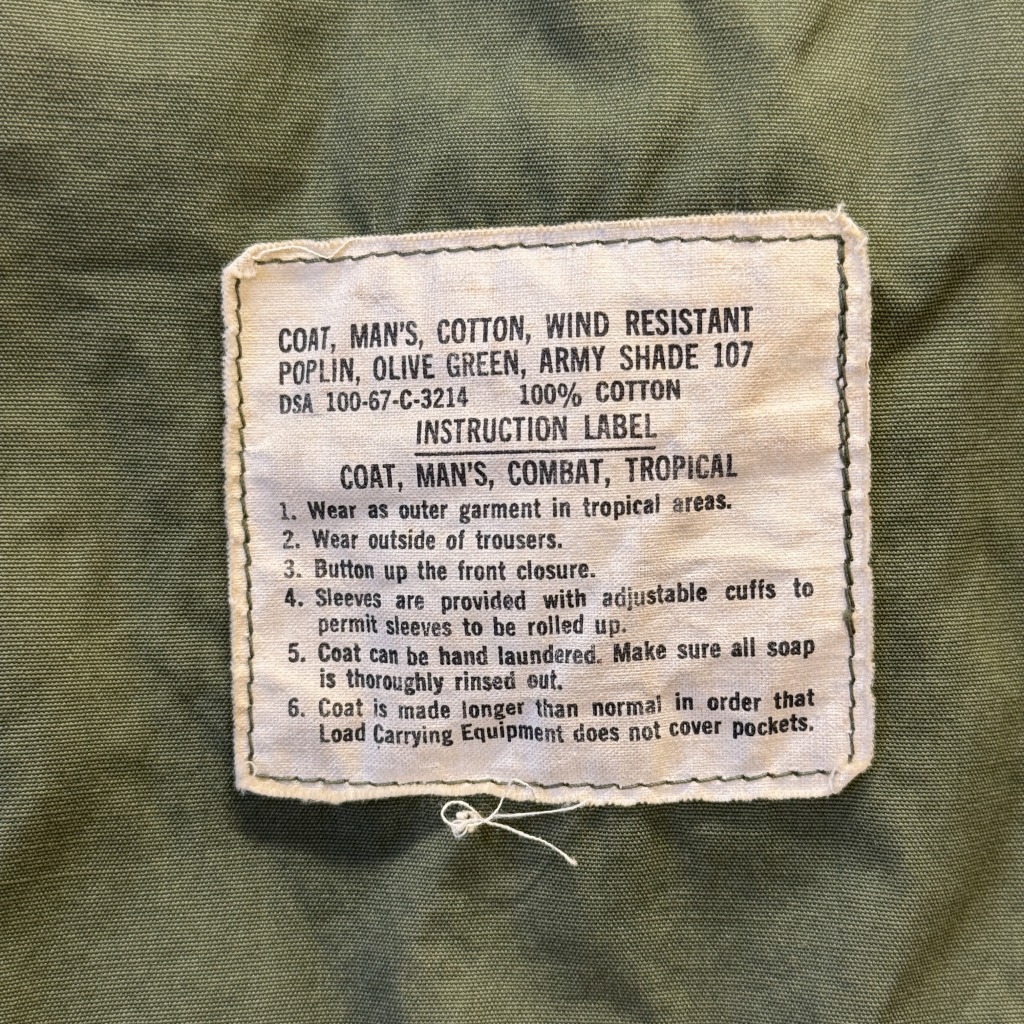 COAT, MAN'S, COTTON, WIND RESISTANT
POPLIN, OLIVE GREEN, ARMY SHADE 107
DSA 100-67-C-3214 100% COTTON
INSTRUCTION LABEL
COAT, MAN'S, COMBAT, TROPICAL
1. Wear as outer garment in tropical areas.
2. Wear outside of trousers.
3. Button up the front closure.
4. Sleeves are provided with adjustable cuffs to
permit sleeves to be rolled up.
5. Coat can be hand laundered. Make sure all soap
is thoroughly rinsed out.
6. Coat is made longer than normal in order that
Load Carrying Equipment does not cover pockets.